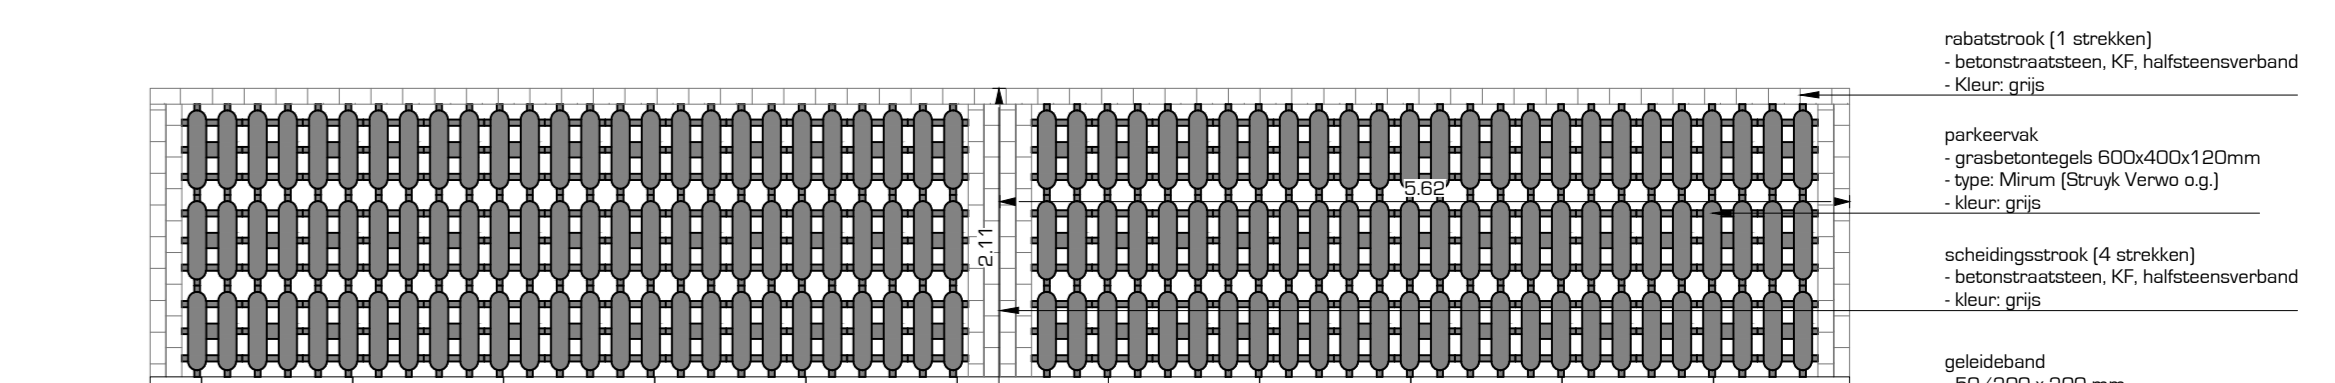 rabatstrook (1 strekken)
- betonstraatsteen, KF, halfsteensverband
- Kleur: grijs
parkeervak
- grasbetontegels 600x400x120mm
- type: Mirum (Struyk Verwo o.g.)
- kleur: grijs
5.62
2.11
scheidingsstrook (4 strekken)
- betonstraatsteen, KF, halfsteensverband
- kleur: grijs
geleideband